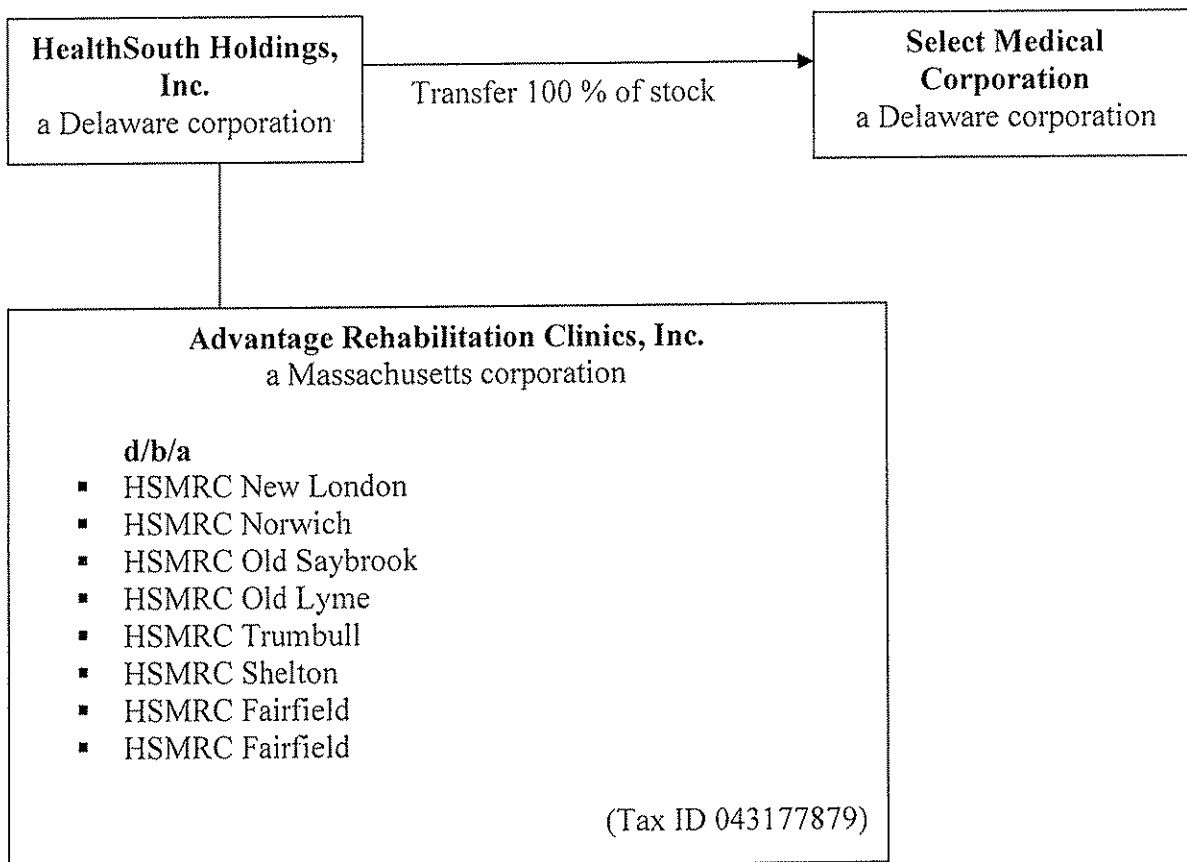 HealthSouth Holdings,
Inc.
a Delaware corporation
Transfer 100 % of stock
Select Medical
Corporation
a Delaware corporation
Advantage Rehabilitation Clinics, Inc.
a Massachusetts corporation
d/b/a
▪ HSMRC New London
▪ HSMRC Norwich
▪ HSMRC Old Saybrook
▪ HSMRC Old Lyme
▪ HSMRC Trumbull
▪ HSMRC Shelton
▪ HSMRC Fairfield
▪ HSMRC Fairfield
(Tax ID 043177879)